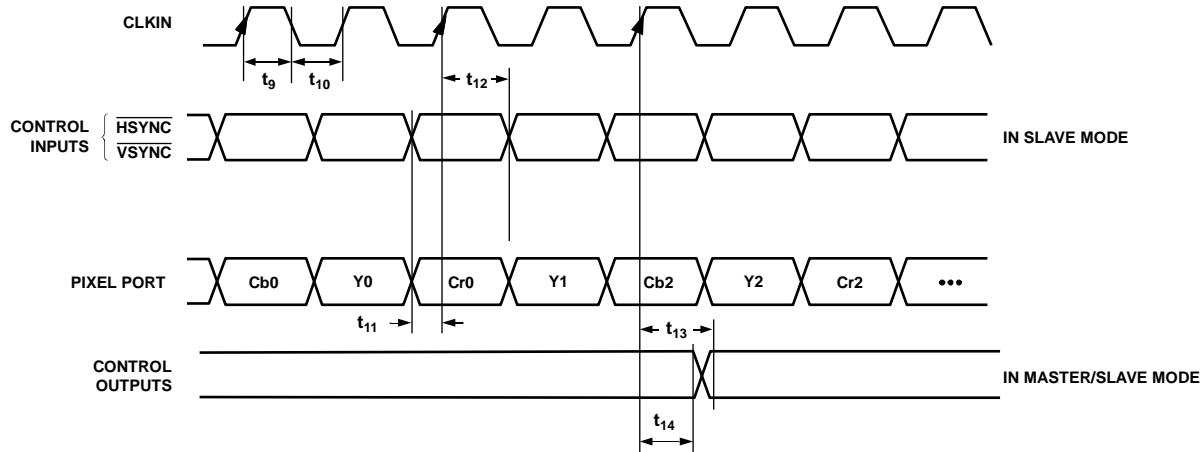 CLKIN
t9
t10
t12
CONTROL INPUTS
HSYNC
VSYNC
IN SLAVE MODE
PIXEL PORT
Cb0
Y0
Cr0
Y1
Cb2
Y2
Cr2
•••
t11
t13
CONTROL OUTPUTS
IN MASTER/SLAVE MODE
t14